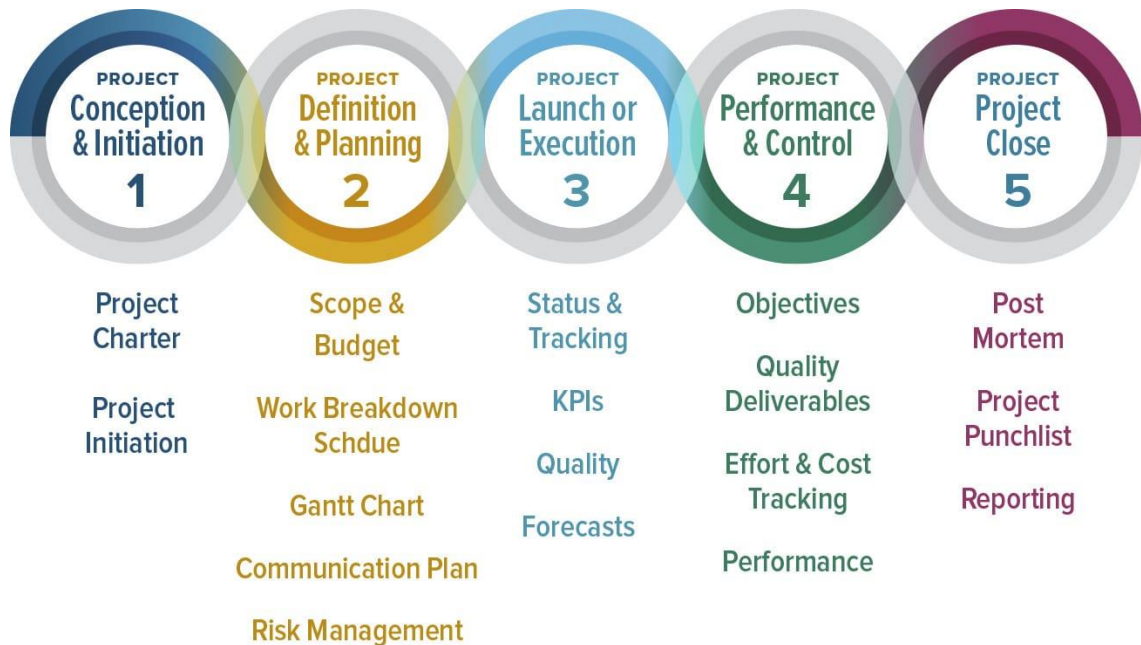 PROJECT
Conception
& Initiation
1
PROJECT
Definition
& Planning
2
PROJECT
Launch or
Execution
3
PROJECT
Performance
& Control
4
PROJECT
Project
Close
5
Project
Charter
Project
Initiation
Scope &
Budget
Work Breakdown
Schdue
Gantt Chart
Communication Plan
Risk Management
Status &
Tracking
KPIs
Quality
Forecasts
Objectives
Quality
Deliverables
Effort & Cost
Tracking
Performance
Post
Mortem
Project
Punchlist
Reporting